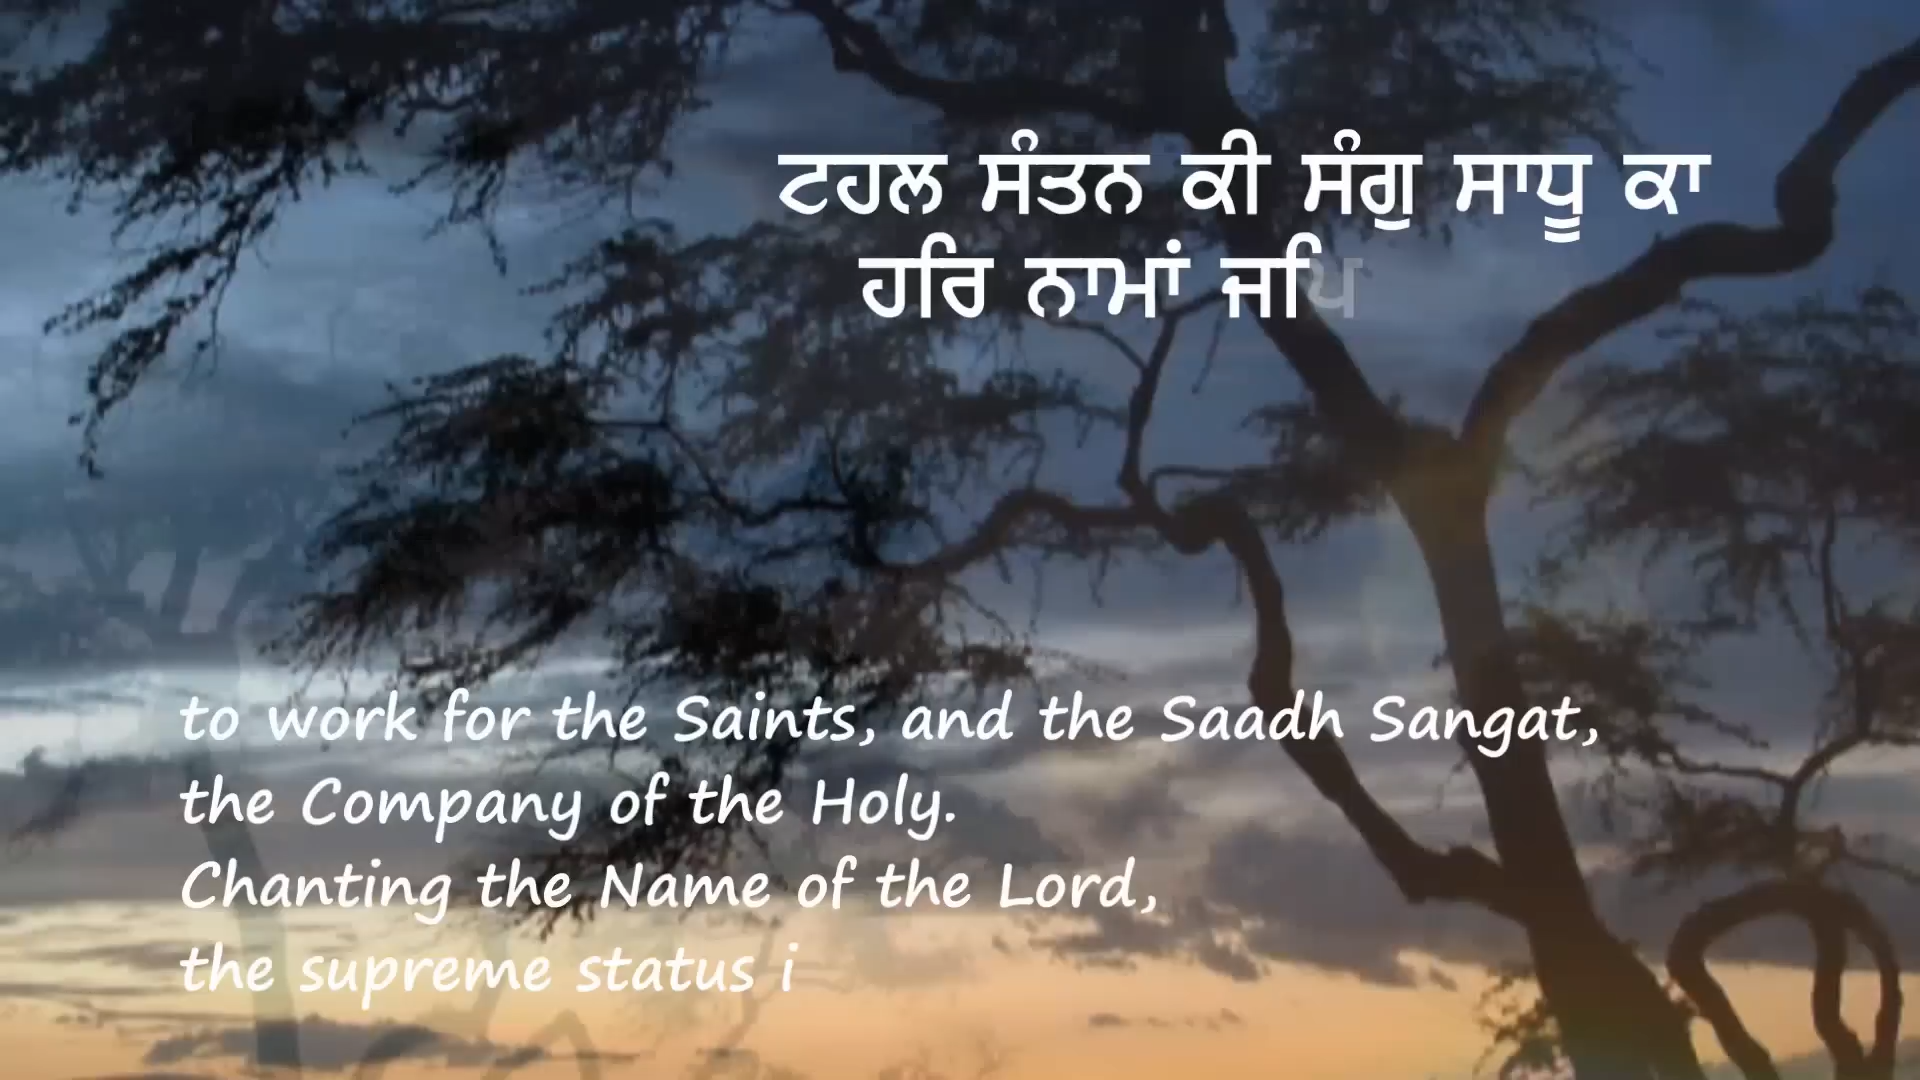 ਟਹਲ ਸੰਤਨ ਕੀ ਸੰਗੁ ਸਾਧੂ ਕਾ
ਹਰਿ ਨਾਮਾਂ ਜਪਿ
to work for the Saints, and the Saadh Sangat,
the Company of the Holy.
Chanting the Name of the Lord,
the supreme status i